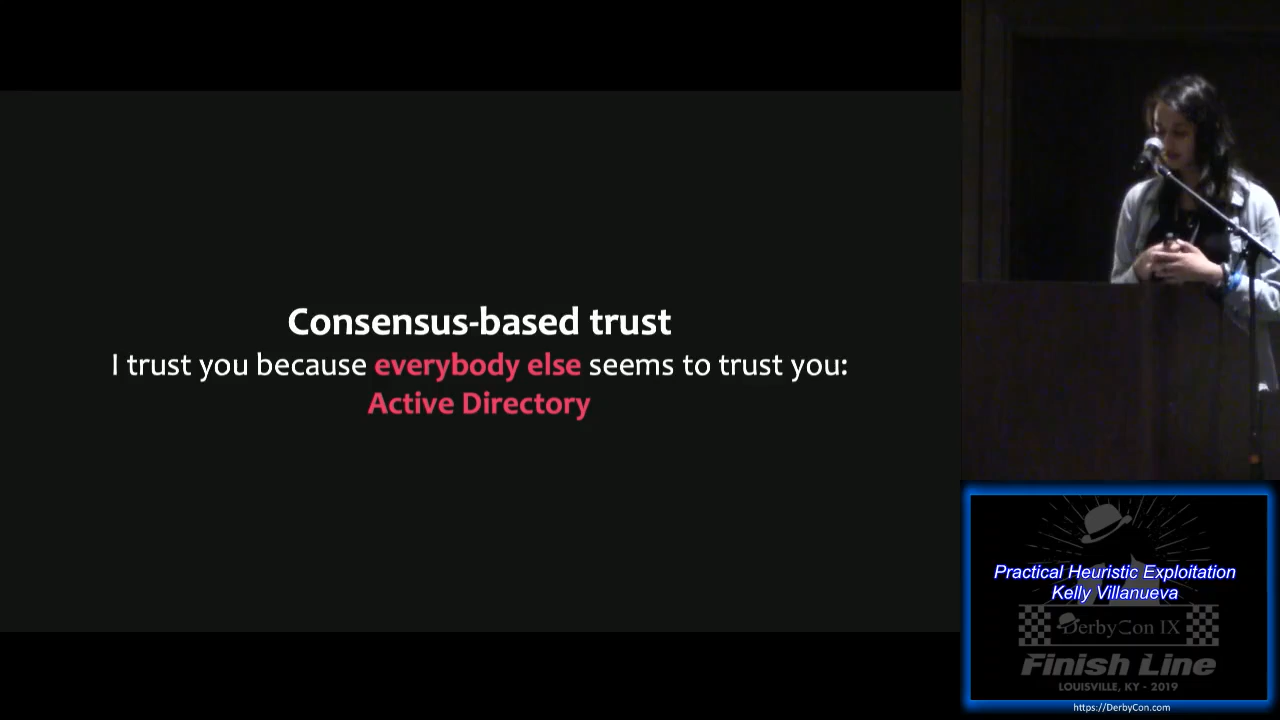 Consensus-based trust
I trust you because everybody else seems to trust you:
Active Directory
Practical Heuristic Exploitation
Kelly Villanueva
DerbyCon IX
Finish Line
LOUISVILLE, KY - 2019
https://DerbyCon.com